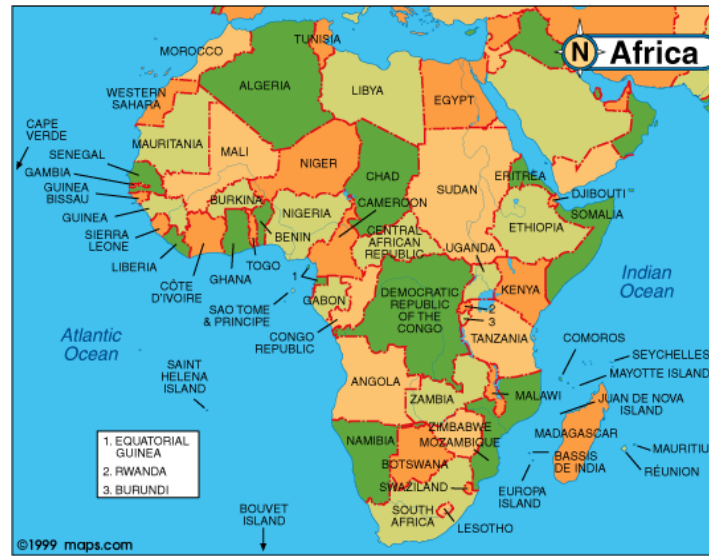 N Africa
TUNISIA
MOROCCO
ALGERIA
LIBYA
EGYPT
WESTERN
SAHARA
CAPE
VERDE
MAURITANIA
MALI
NIGER
CHAD
SUDAN
ERITREA
DJIBOUTI
SENEGAL
GAMBIA
GUINEA
BISSAU
GUINEA
SIERRA
LEONE
LIBERIA
CÔTE
D'IVOIRE
BURKINA
GHANA
TOGO
BENIN
NIGERIA
CAMEROON
CENTRAL
AFRICAN
REPUBLIC
ETHIOPIA
SOMALIA
UGANDA
KENYA
1
SAO TOME
& PRINCIPE
GABON
CONGO
REPUBLIC
DEMOCRATIC
REPUBLIC
OF THE
CONGO
2
3
TANZANIA
Indian
Ocean
Atlantic
Ocean
SAINT
HELENA
ISLAND
ANGOLA
ZAMBIA
MALAWI
COMOROS
SEYCHELLES
MAYOTTE ISLAND
JUAN DE NOVA
ISLAND
MADAGASCAR
MAURITIU
RÉUNION
BASSIS
DE INDIA
EUROPA
ISLAND
ZIMBABWE
MOZAMBIQUE
NAMIBIA
BOTSWANA
SWAZILAND
SOUTH
AFRICA
LESOTHO
BOUVET
ISLAND
1. EQUATORIAL
GUINEA
2. RWANDA
3. BURUNDI
©1999 maps.com